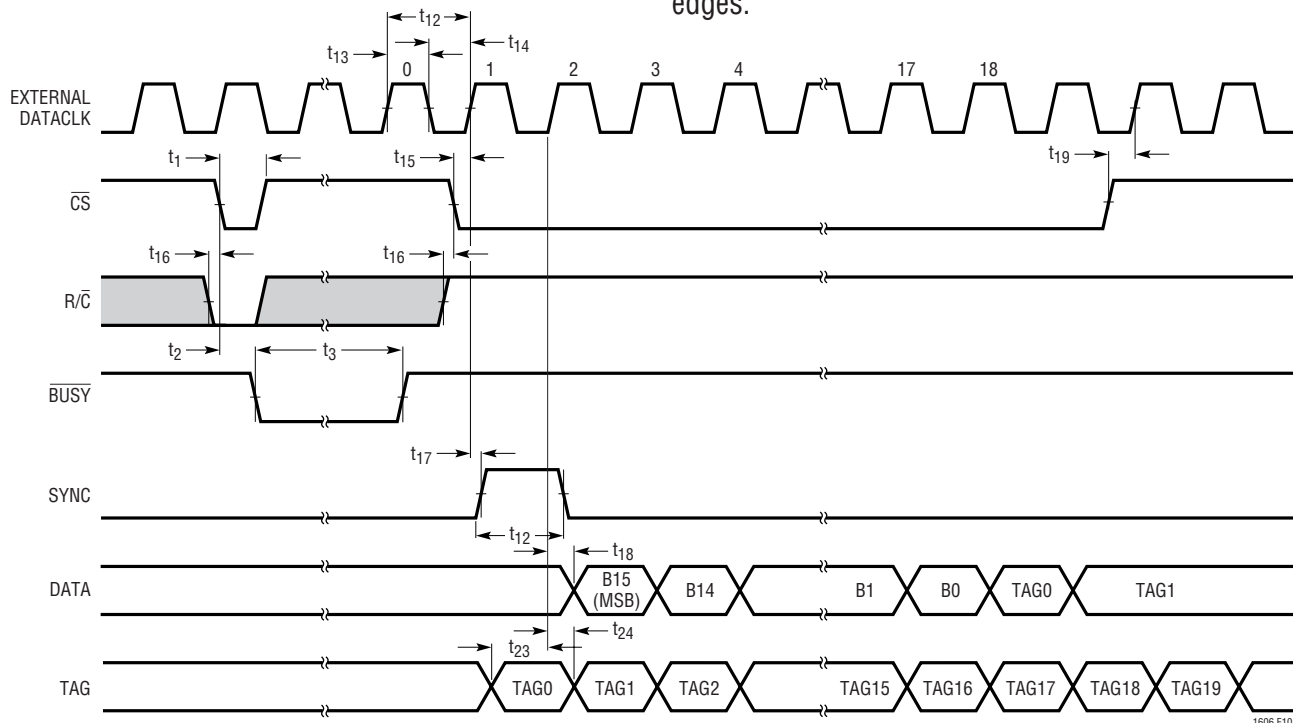 edges.
t12
t13 t14
0 1 2 3 4 17 18
EXTERNAL
DATACLK
t1 t15 t19
CS
t16 t16
R/C
t2 t3
BUSY
t17
SYNC
t12
t18
DATA B15
(MSB) B14 B1 B0 TAG0 TAG1
t24
t23
TAG TAG0 TAG1 TAG2 TAG15 TAG16 TAG17 TAG18 TAG19
1606 F10